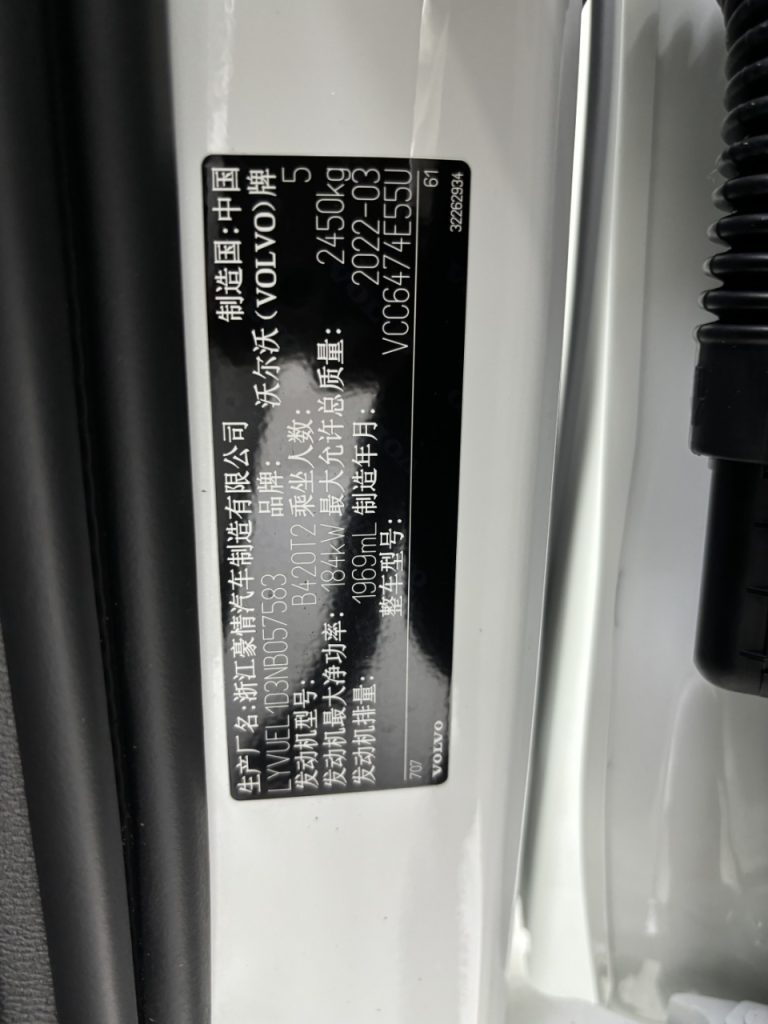 生产厂名:浙江豪情汽车制造有限公司 制造国:中国
LYVUEL1D3NB057583 品牌: 沃尔沃(VOLVO)牌
发动机型号: B420T2 乘坐人数: 5
发动机最大净功率: 184kW 最大允许总质量: 2450kg
发动机排量: 1969mL 制造年月: 2022-03
整车型号: VCC6474E55U
707 61
VOLVO 32262934